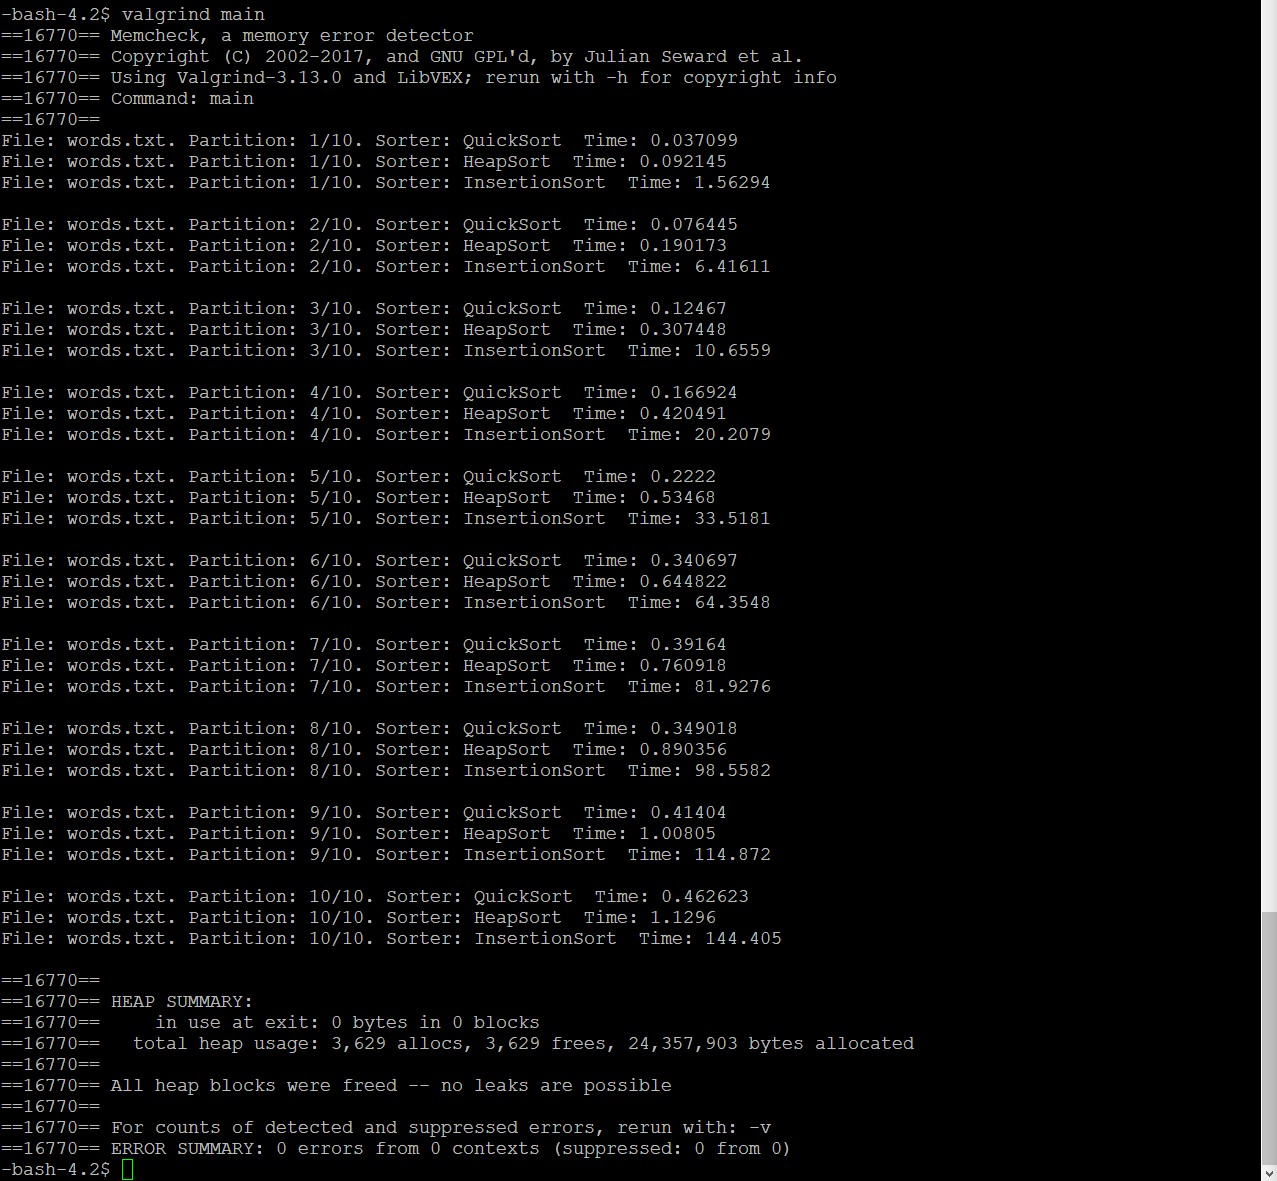 -bash-4.2$ valgrind main
==16770== Memcheck, a memory error detector
==16770== Copyright (C) 2002-2017, and GNU GPL'd, by Julian Seward et al.
==16770== Using Valgrind-3.13.0 and LibVEX; rerun with -h for copyright info
==16770== Command: main
==16770==
File: words.txt. Partition: 1/10. Sorter: QuickSort  Time: 0.037099
File: words.txt. Partition: 1/10. Sorter: HeapSort  Time: 0.092145
File: words.txt. Partition: 1/10. Sorter: InsertionSort  Time: 1.56294

File: words.txt. Partition: 2/10. Sorter: QuickSort  Time: 0.076445
File: words.txt. Partition: 2/10. Sorter: HeapSort  Time: 0.190173
File: words.txt. Partition: 2/10. Sorter: InsertionSort  Time: 6.41611

File: words.txt. Partition: 3/10. Sorter: QuickSort  Time: 0.12467
File: words.txt. Partition: 3/10. Sorter: HeapSort  Time: 0.307448
File: words.txt. Partition: 3/10. Sorter: InsertionSort  Time: 10.6559

File: words.txt. Partition: 4/10. Sorter: QuickSort  Time: 0.166924
File: words.txt. Partition: 4/10. Sorter: HeapSort  Time: 0.420491
File: words.txt. Partition: 4/10. Sorter: InsertionSort  Time: 20.2079

File: words.txt. Partition: 5/10. Sorter: QuickSort  Time: 0.2222
File: words.txt. Partition: 5/10. Sorter: HeapSort  Time: 0.53468
File: words.txt. Partition: 5/10. Sorter: InsertionSort  Time: 33.5181

File: words.txt. Partition: 6/10. Sorter: QuickSort  Time: 0.340697
File: words.txt. Partition: 6/10. Sorter: HeapSort  Time: 0.644822
File: words.txt. Partition: 6/10. Sorter: InsertionSort  Time: 64.3548

File: words.txt. Partition: 7/10. Sorter: QuickSort  Time: 0.39164
File: words.txt. Partition: 7/10. Sorter: HeapSort  Time: 0.760918
File: words.txt. Partition: 7/10. Sorter: InsertionSort  Time: 81.9276

File: words.txt. Partition: 8/10. Sorter: QuickSort  Time: 0.349018
File: words.txt. Partition: 8/10. Sorter: HeapSort  Time: 0.890356
File: words.txt. Partition: 8/10. Sorter: InsertionSort  Time: 98.5582

File: words.txt. Partition: 9/10. Sorter: QuickSort  Time: 0.41404
File: words.txt. Partition: 9/10. Sorter: HeapSort  Time: 1.00805
File: words.txt. Partition: 9/10. Sorter: InsertionSort  Time: 114.872

File: words.txt. Partition: 10/10. Sorter: QuickSort  Time: 0.462623
File: words.txt. Partition: 10/10. Sorter: HeapSort  Time: 1.1296
File: words.txt. Partition: 10/10. Sorter: InsertionSort  Time: 144.405

==16770==
==16770== HEAP SUMMARY:
==16770==     in use at exit: 0 bytes in 0 blocks
==16770==   total heap usage: 3,629 allocs, 3,629 frees, 24,357,903 bytes allocated
==16770==
==16770== All heap blocks were freed -- no leaks are possible
==16770==
==16770== For counts of detected and suppressed errors, rerun with: -v
==16770== ERROR SUMMARY: 0 errors from 0 contexts (suppressed: 0 from 0)
-bash-4.2$